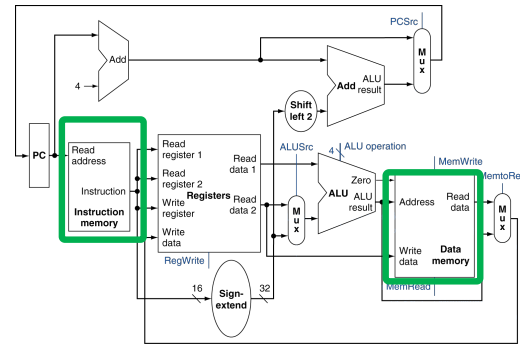 PCSrc
Add
4
M
u
x
Add
ALU
result
Shift
left 2
PC
Read
address
Instruction
Instruction
memory
Read
register 1
Read
register 2
Write
register
Write
data
Registers
Read
data 1
Read
data 2
RegWrite
ALUSrc
M
u
x
4
ALU operation
Zero
ALU
ALU
result
MemWrite
Address
Read
data
Write
data
Data
memory
MemRead
MemtoRe
M
u
x
16
Sign-
extend
32